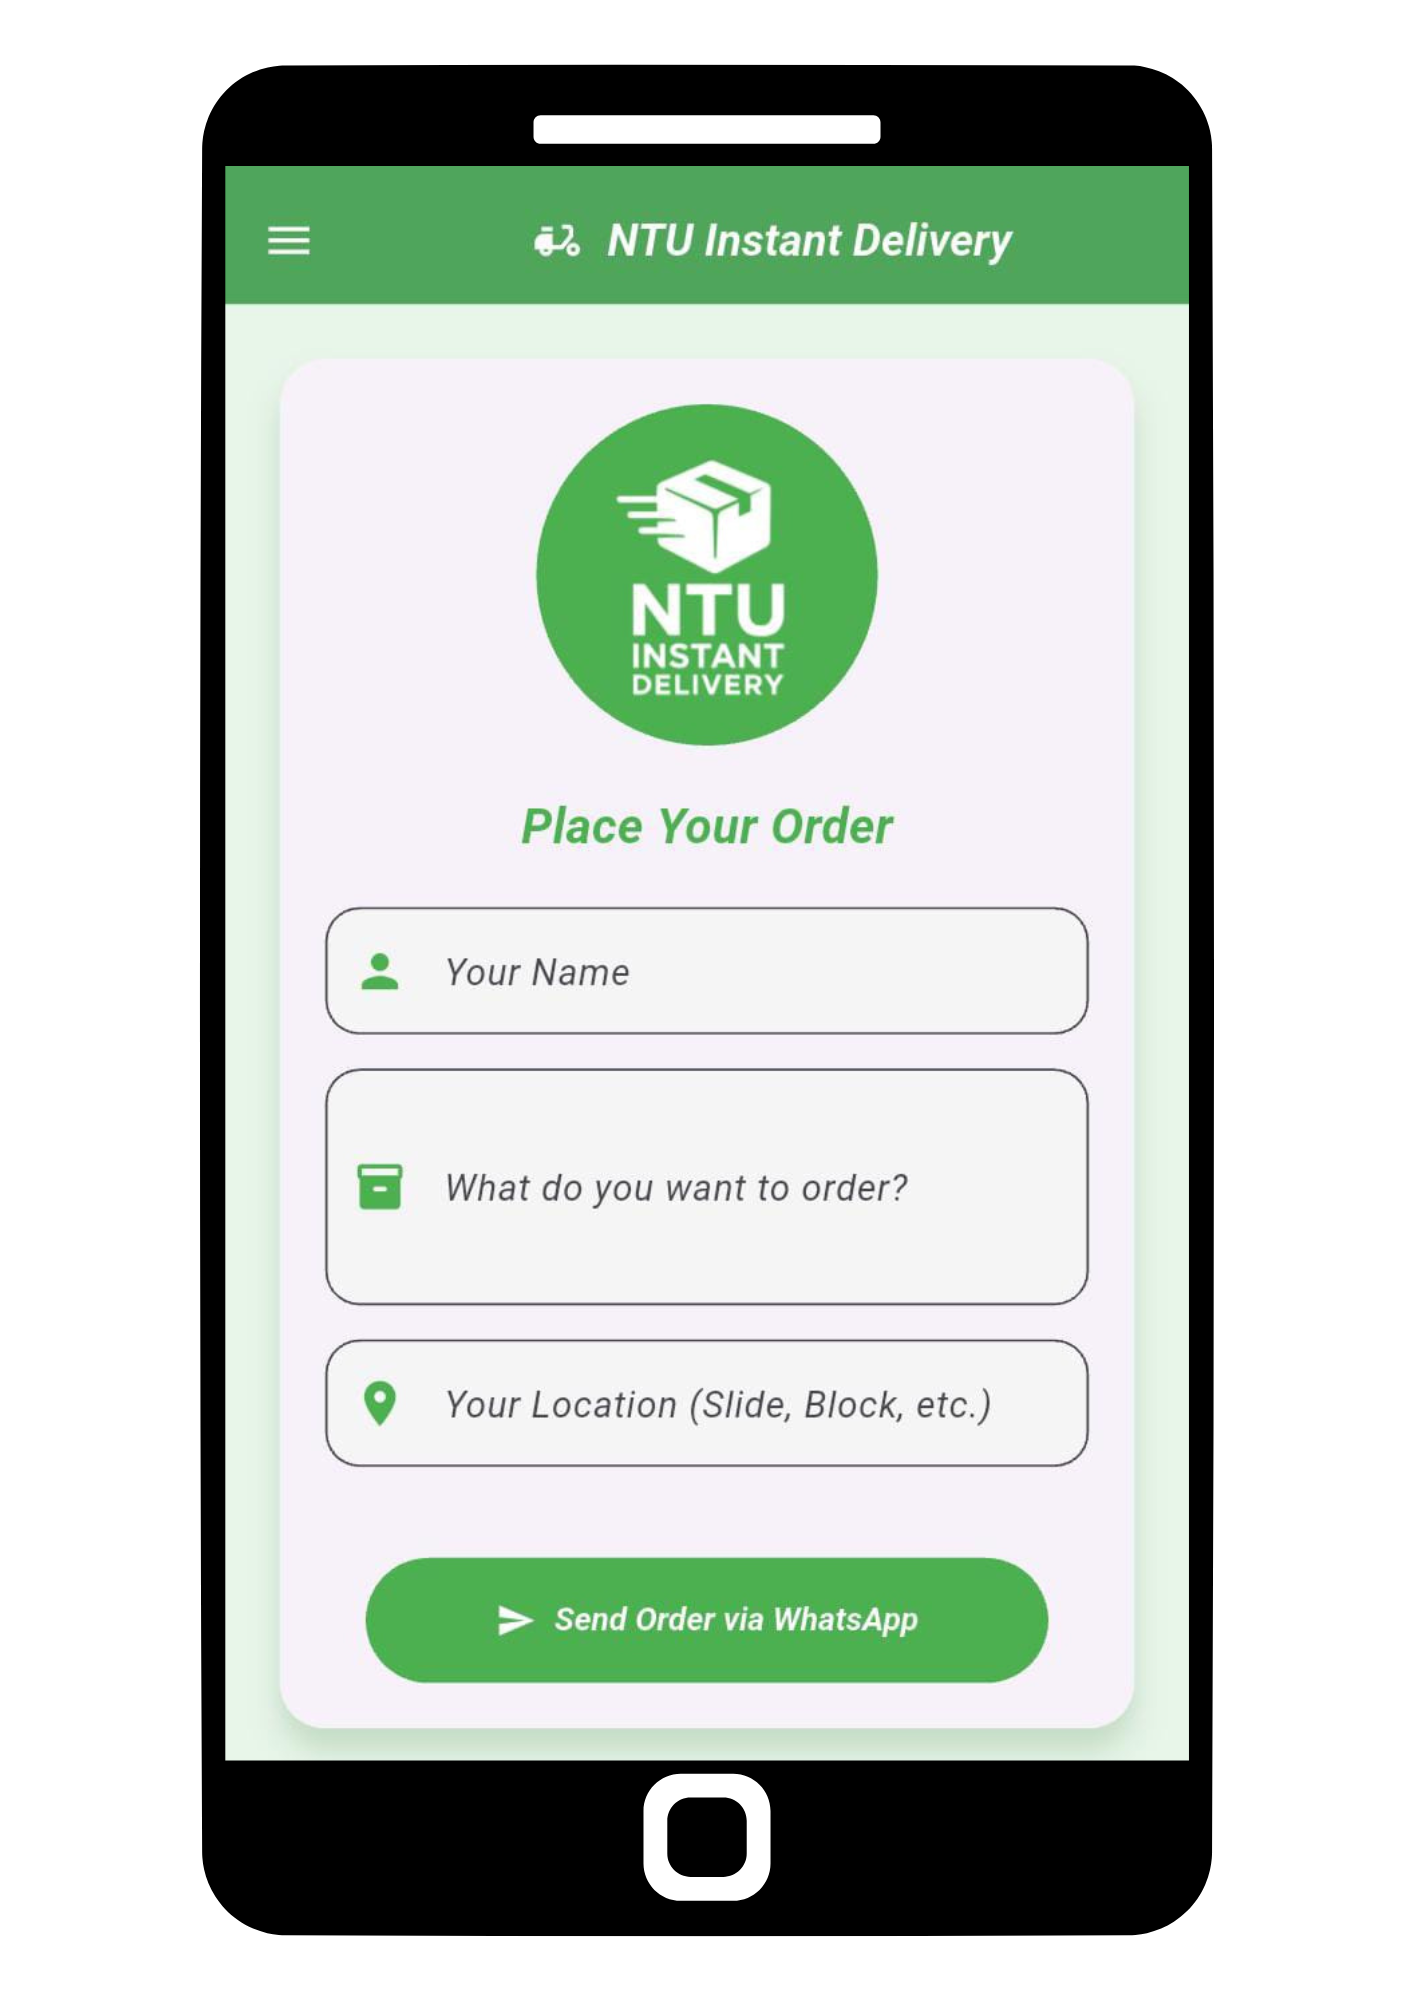 NTU Instant Delivery
NTU
INSTANT
DELIVERY
Place Your Order
Your Name
What do you want to order?
Your Location (Slide, Block, etc.)
Send Order via WhatsApp